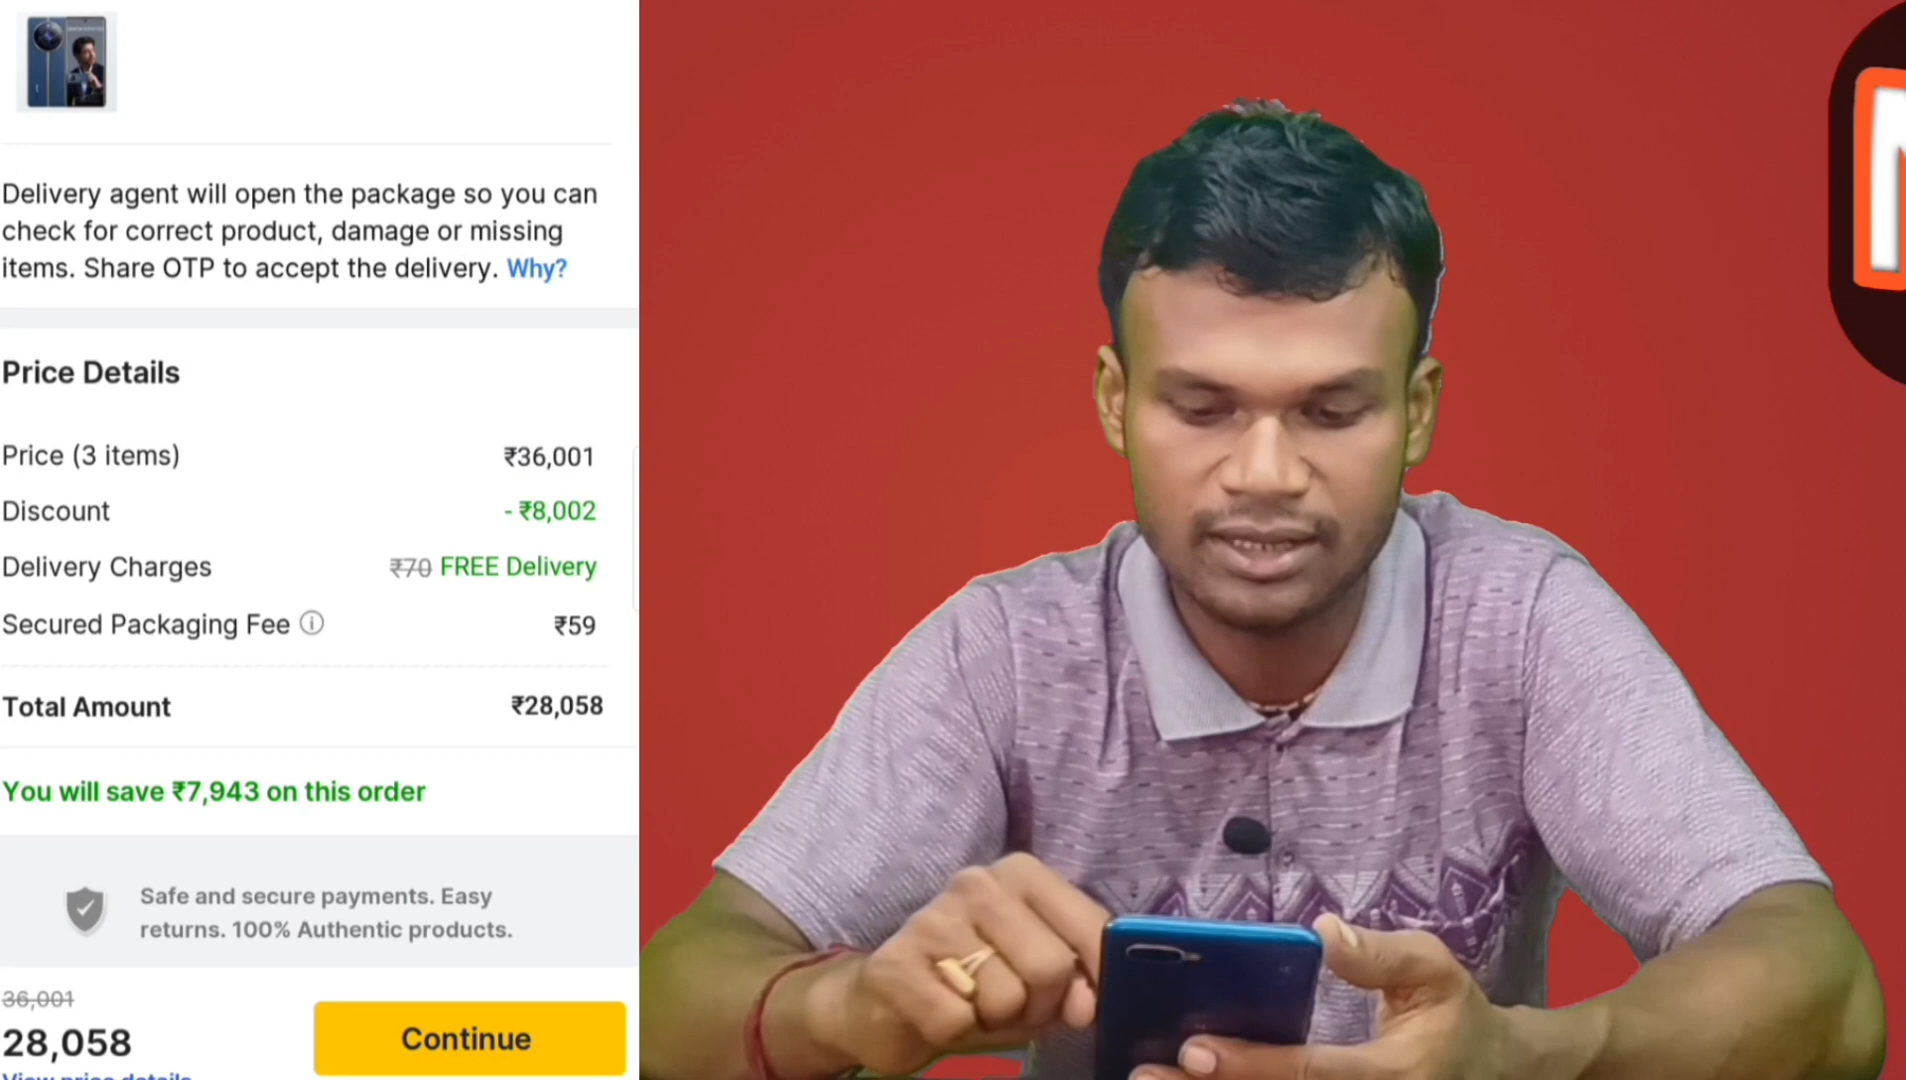 Delivery agent will open the package so you can
check for correct product, damage or missing
items. Share OTP to accept the delivery. Why?
Price Details
Price (3 items) ₹36,001
Discount - ₹8,002
Delivery Charges ₹70 FREE Delivery
Secured Packaging Fee ₹59
Total Amount ₹28,058
You will save ₹7,943 on this order
Safe and secure payments. Easy
returns. 100% Authentic products.
36,001
28,058
Continue
View price details